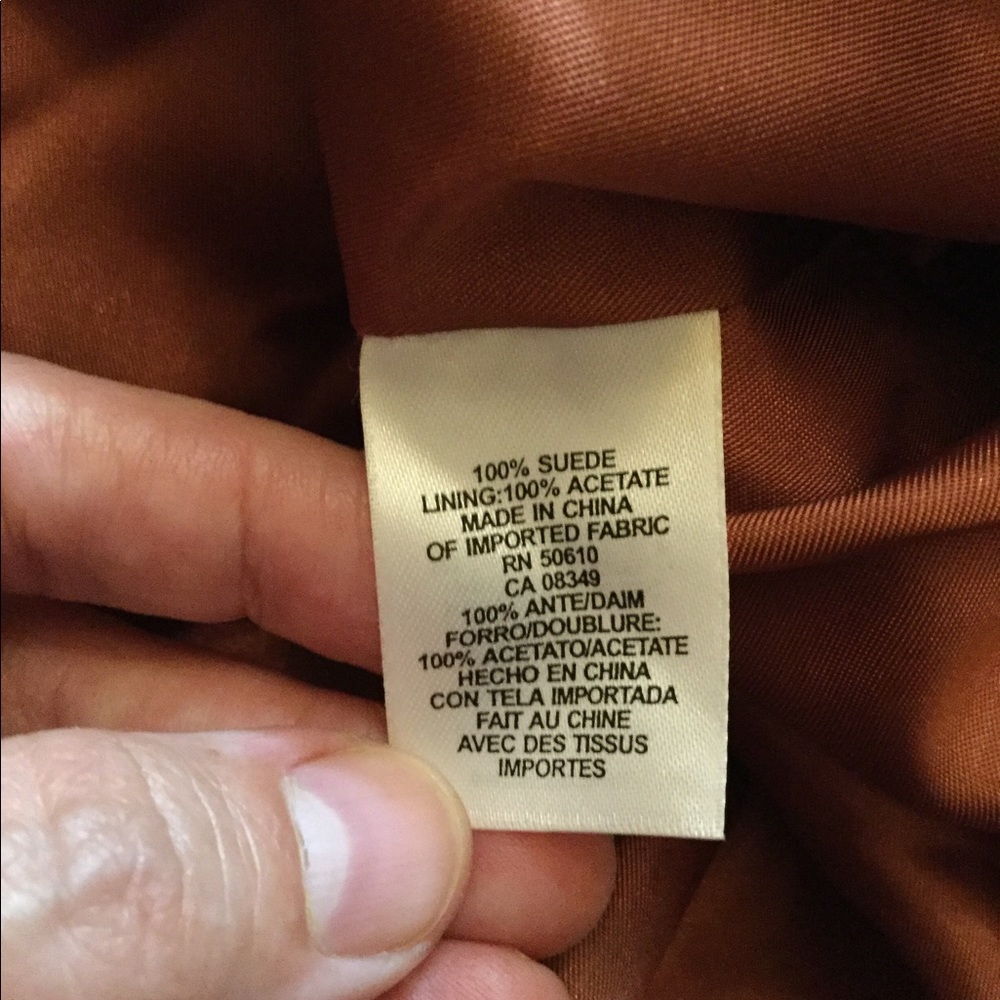 100% SUEDE
LINING:100% ACETATE
MADE IN CHINA
OF IMPORTED FABRIC
RN 50610
CA 08349
100% ANTE/DAIM
FORRO/DOUBLURE:
100% ACETATO/ACETATE
HECHO EN CHINA
CON TELA IMPORTADA
FAIT AU CHINE
AVEC DES TISSUS
IMPORTES